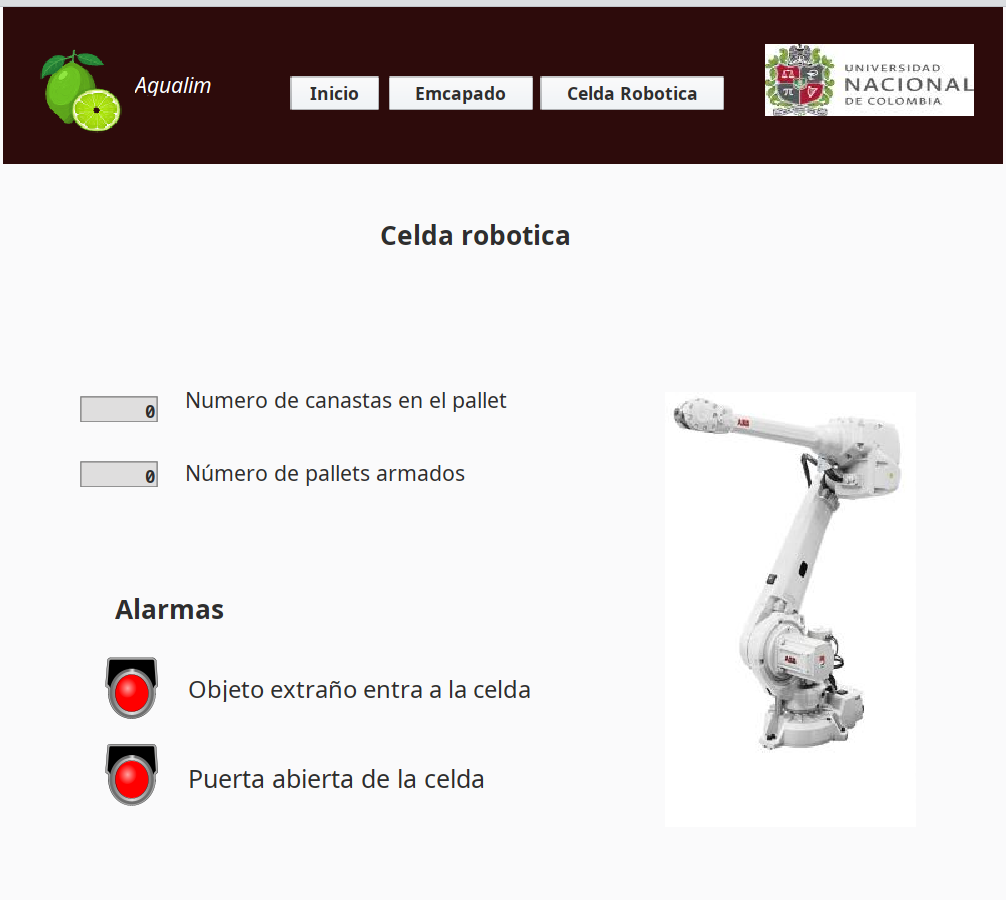 Aqualim
Inicio
Emcapado
Celda Robotica
UNIVERSIDAD
NACIONAL
DE COLOMBIA
Celda robotica
0
Numero de canastas en el pallet
0
Número de pallets armados
ABB
ABB
Alarmas
Objeto extraño entra a la celda
Puerta abierta de la celda